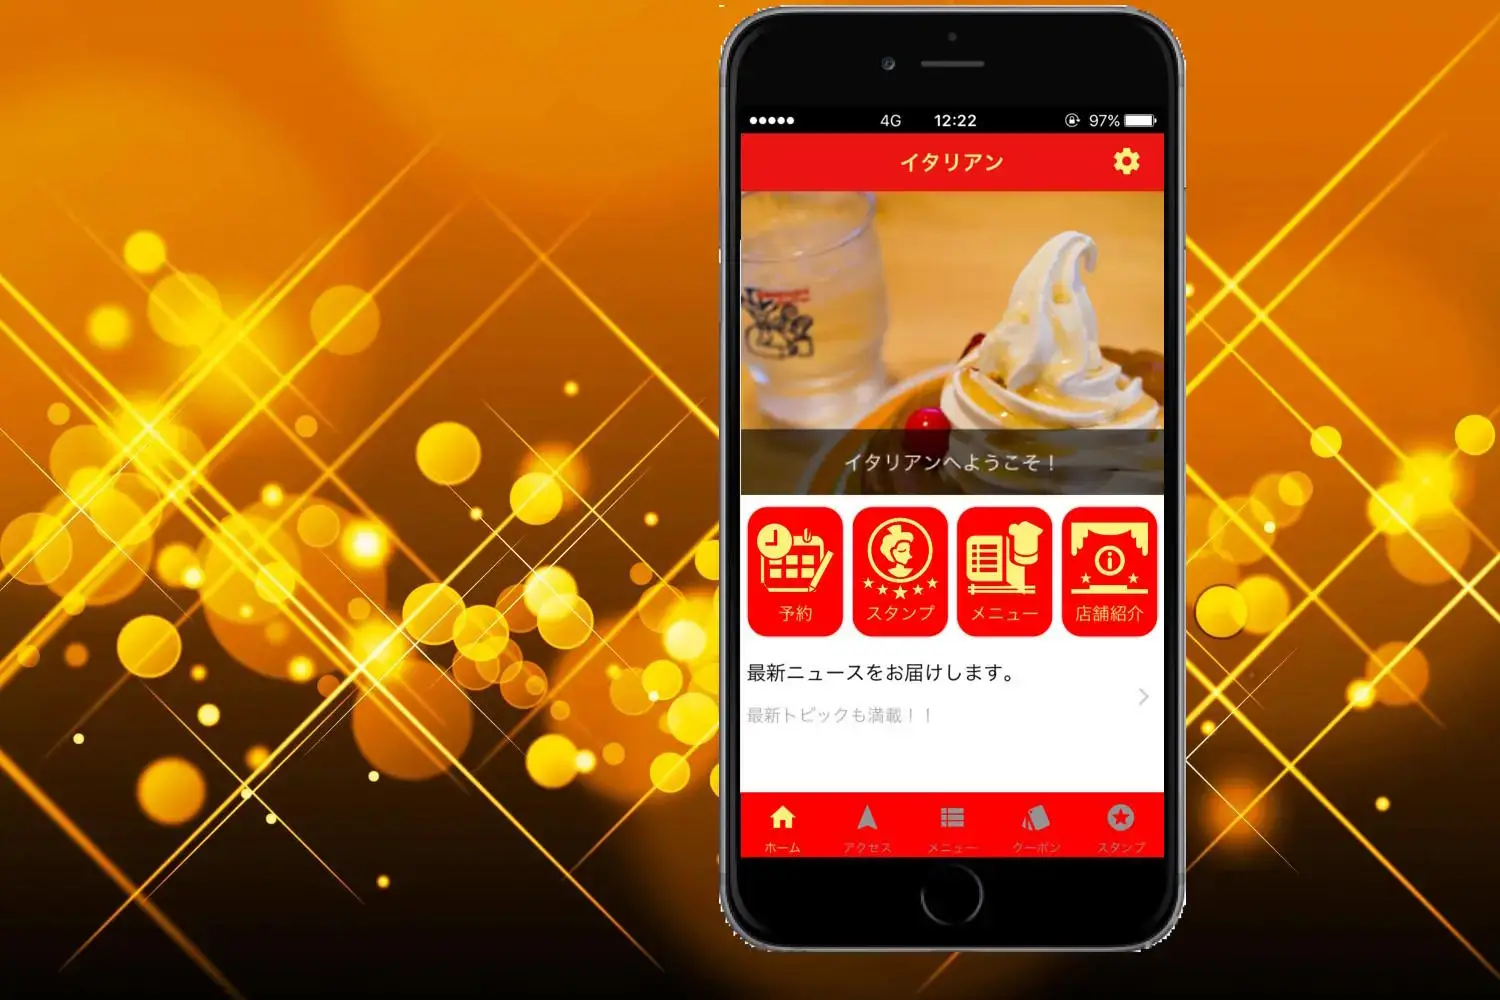 4G 12:22 97%
イタリアン
イタリアンへようこそ！
予約 スタンプ メニュー 店舗紹介
最新ニュースをお届けします。
最新トピックも満載！！
ホーム アクセス メニュー クーポン スタンプ